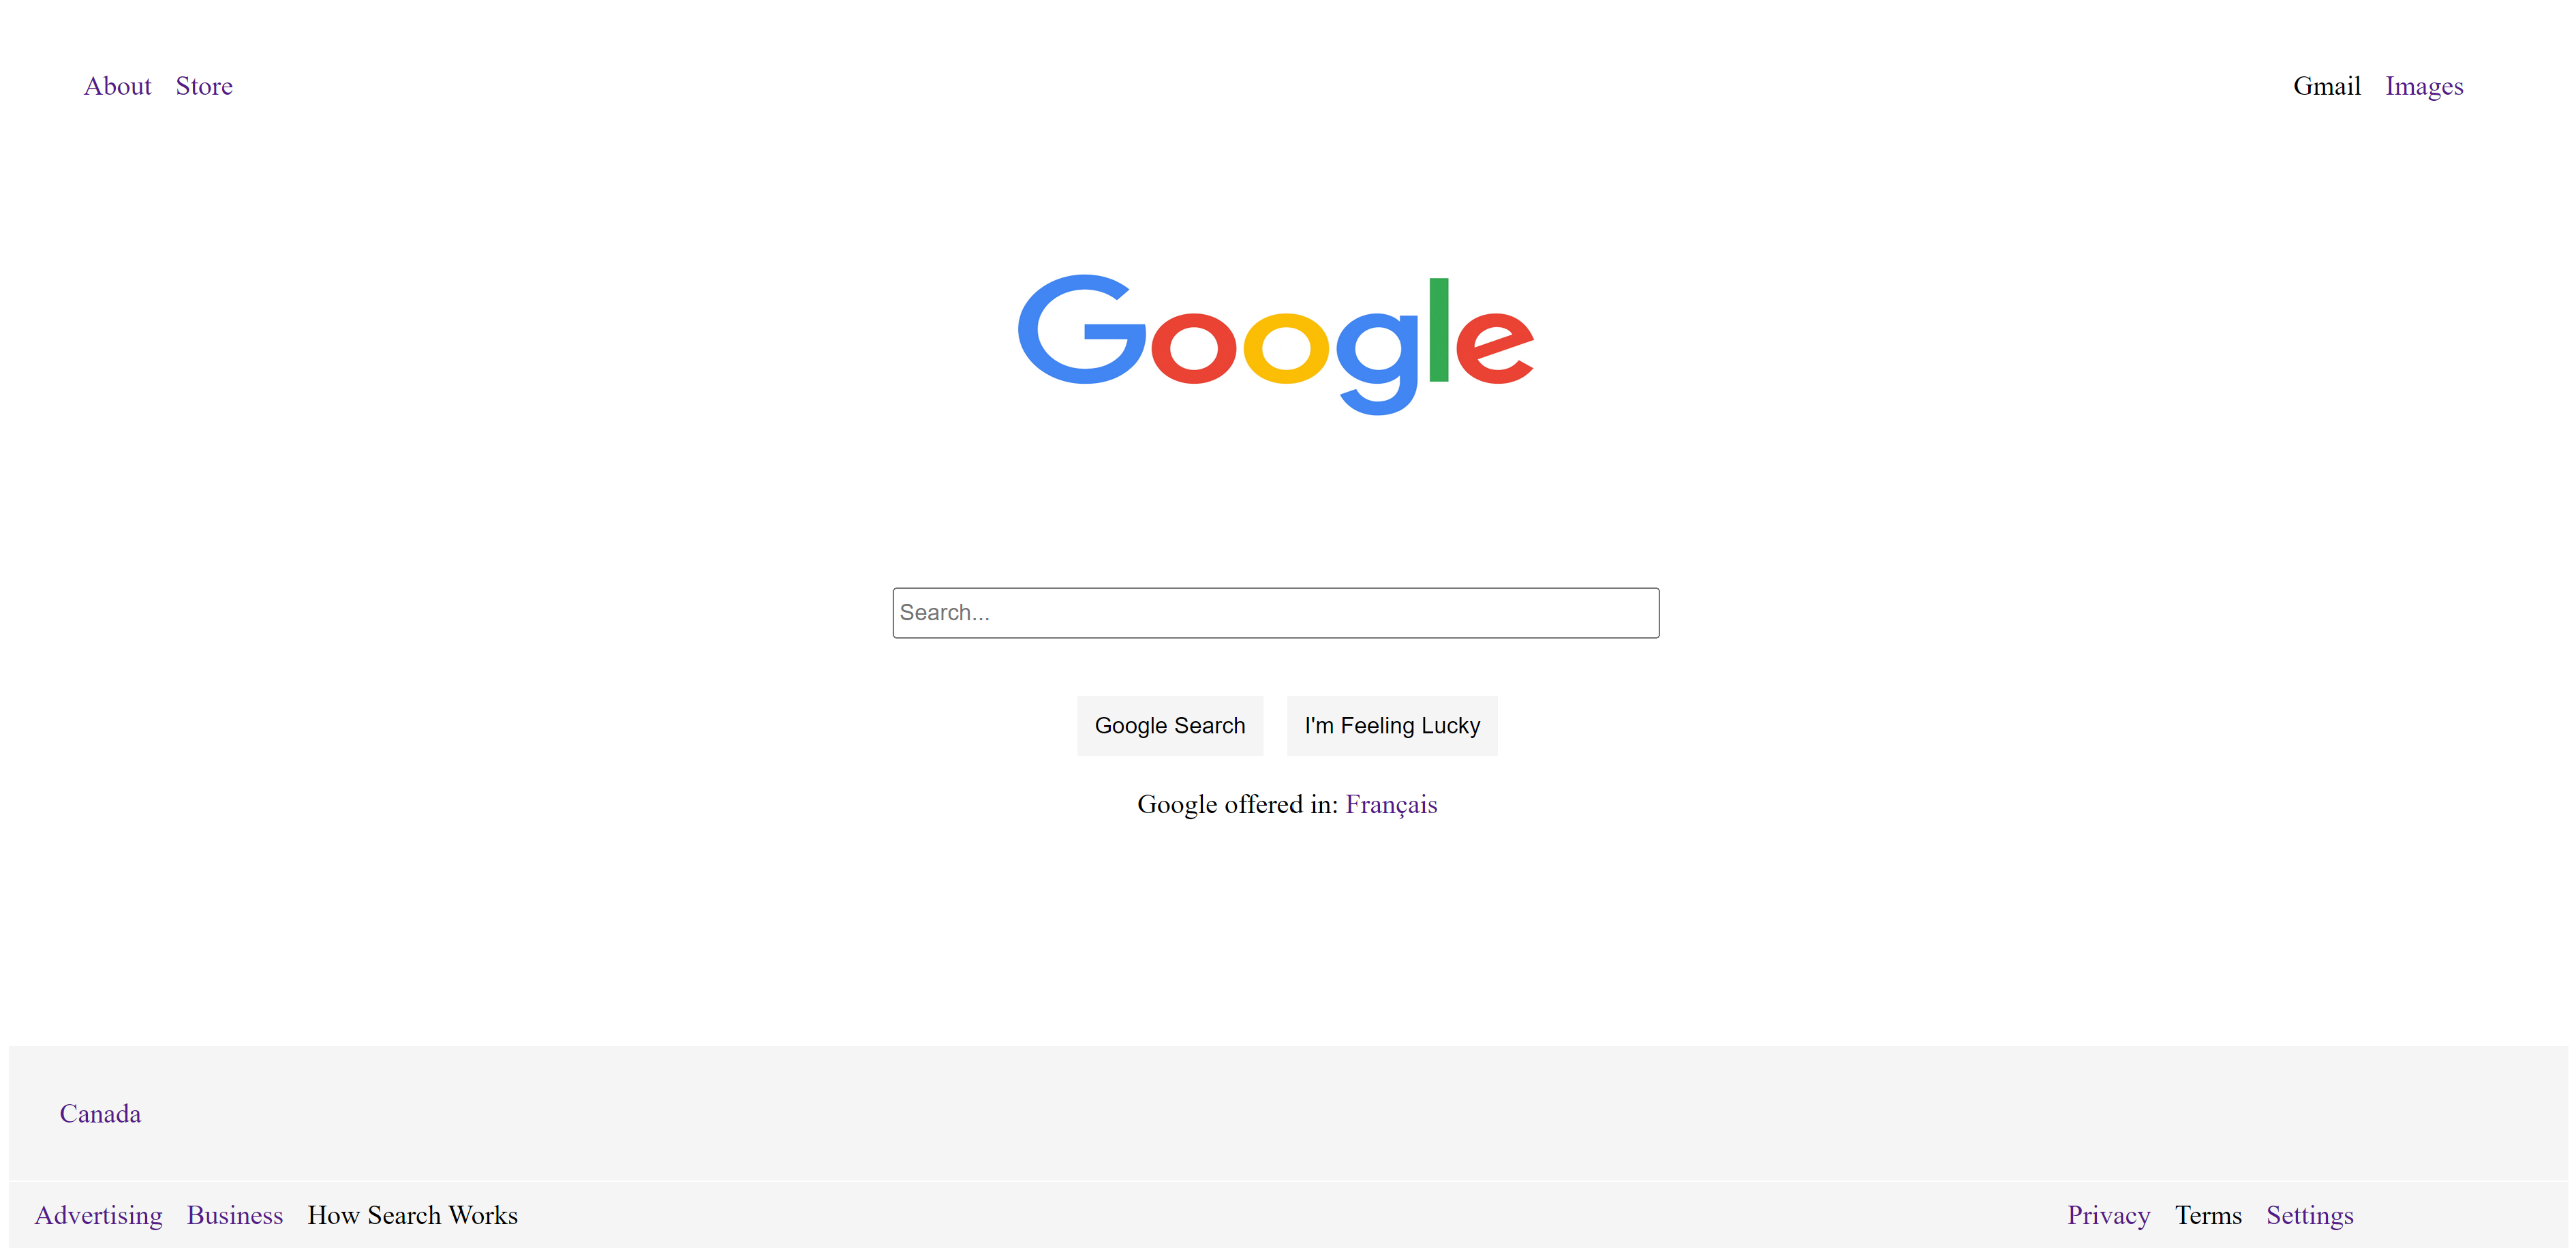 About Store Gmail Images
Google
Search...
Google Search I'm Feeling Lucky
Google offered in: Français
Canada
Advertising Business How Search Works Privacy Terms Settings